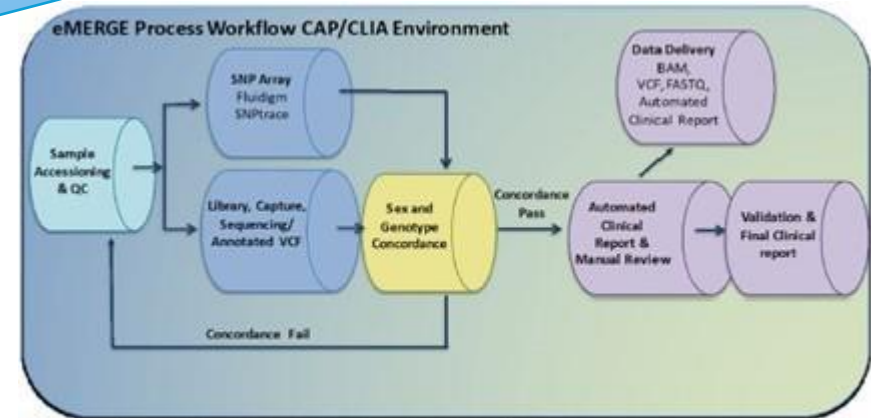 eMERGE Process Workflow CAP/CLIA Environment
SNP Array
Fluidigm
SNPtrace
Data Delivery
BAM,
VCF, FASTQ,
Automated
Clinical Report
Sample
Accessioning
& QC
Library, Capture,
Sequencing/
Annotated VCF
Sex and
Genotype
Concordance
Concordance
Pass
Automated
Clinical
Report &
Manual Review
Validation &
Final Clinical
report
Concordance Fail